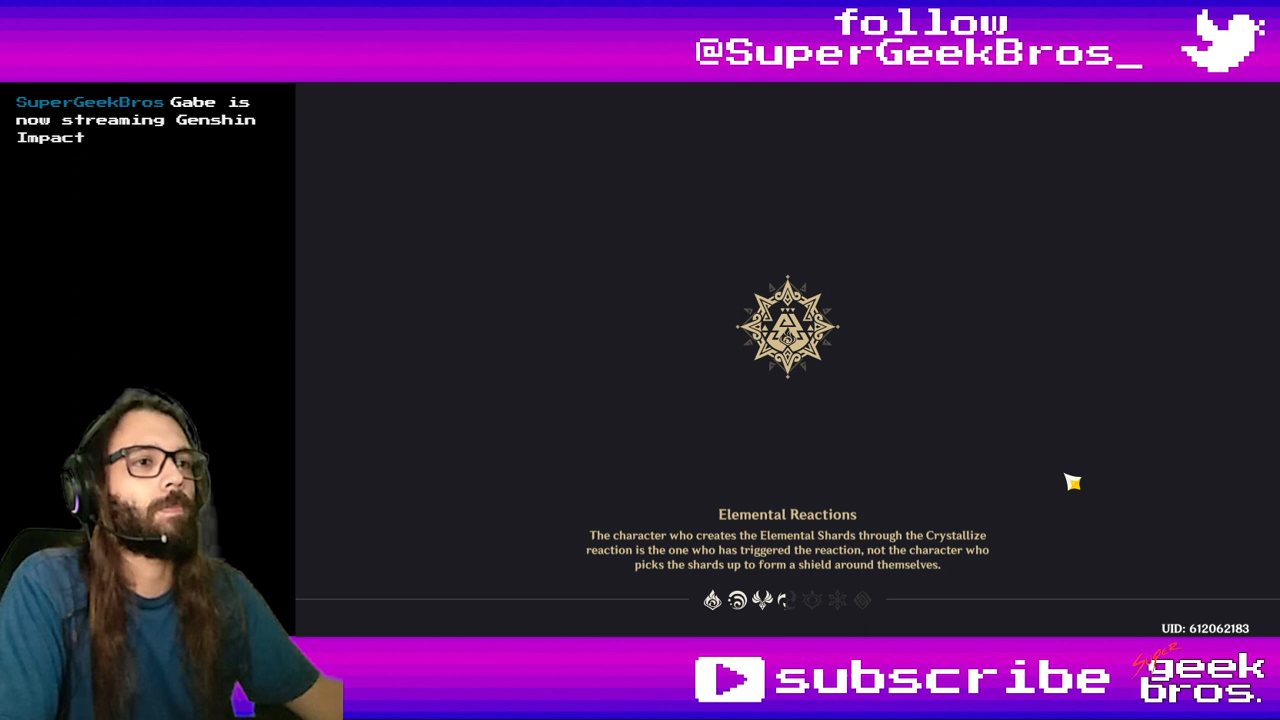 follow
@SuperGeekBros_
SuperGeekBros Gabe is
now streaming Genshin
Impact
Elemental Reactions
The character who creates the Elemental Shards through the Crystallize
reaction is the one who has triggered the reaction, not the character who
picks the shards up to form a shield around themselves.
UID: 612062183
subscribe
Super
geek
bros.